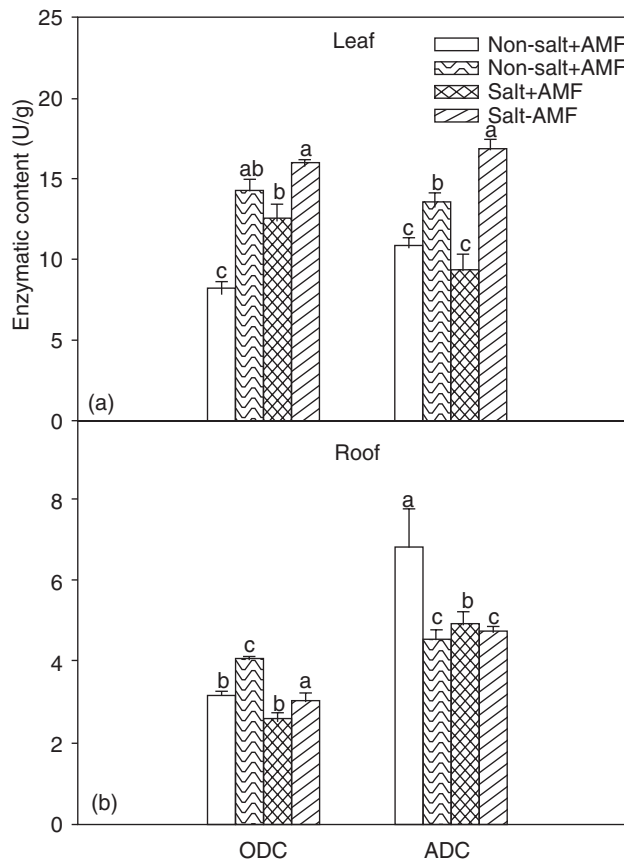 25
Leaf
Non-salt+AMF
Non-salt+AMF
Salt+AMF
Salt-AMF
20
15
10
5
0
Enzymatic content (U/g)
c
ab
b
a
c
b
c
a
(a)
Roof
8
6
4
2
0
b
c
b
a
a
c
b
c
(b)
ODC
ADC